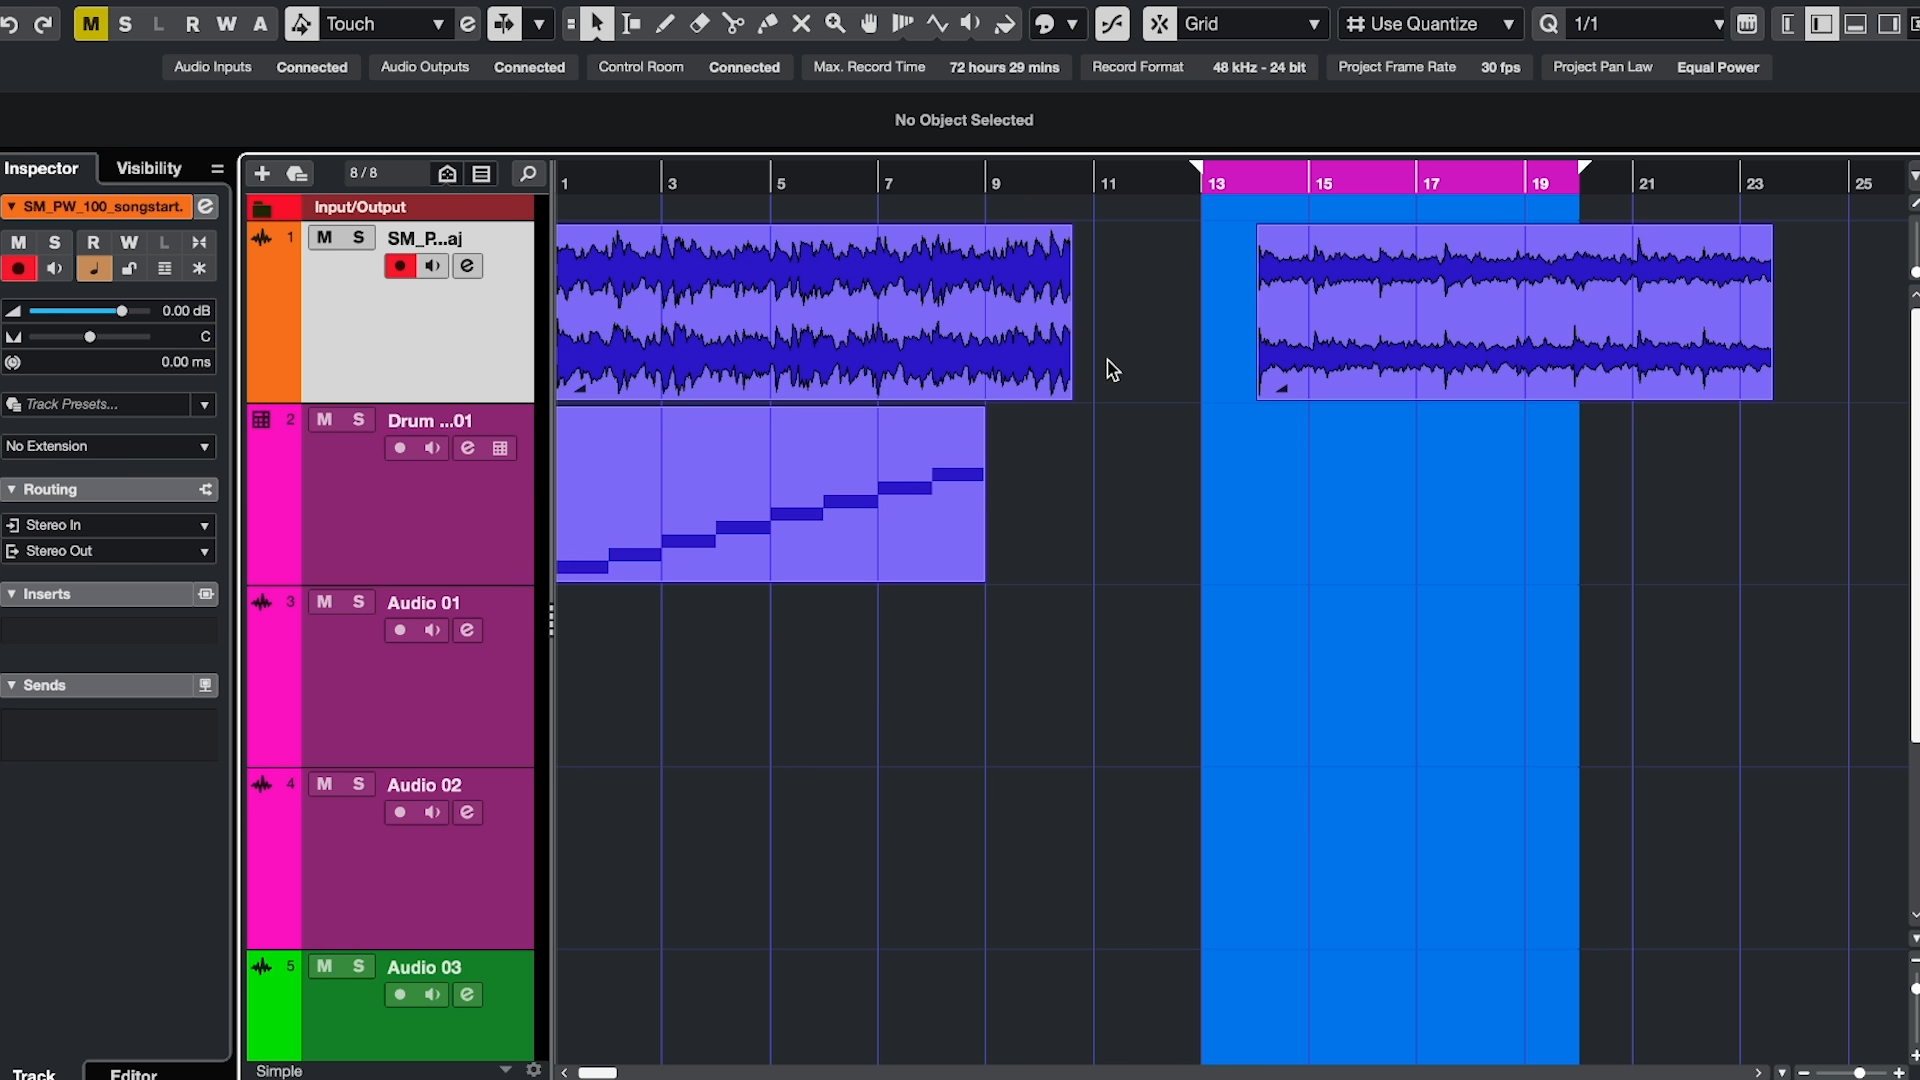 M S L R W A Touch e Grid Use Quantize Q 1/1
Audio Inputs Connected Audio Outputs Connected Control Room Connected Max. Record Time 72 hours 29 mins Record Format 48 kHz - 24 bit Project Frame Rate 30 fps Project Pan Law Equal Power
No Object Selected
Inspector Visibility 8/8 1 3 5 7 9 11 13 15 17 19 21 23 25
SM_PW_100_songstart. e
Input/Output
M S R W L
1 M S SM_P...aj
e
0.00 dB
C
0.00 ms
Track Presets...
2 M S Drum ...01
e
No Extension
Routing
Stereo In
Stereo Out
Inserts
3 M S Audio 01
e
Sends
4 M S Audio 02
e
5 M S Audio 03
e
Track Editor Simple